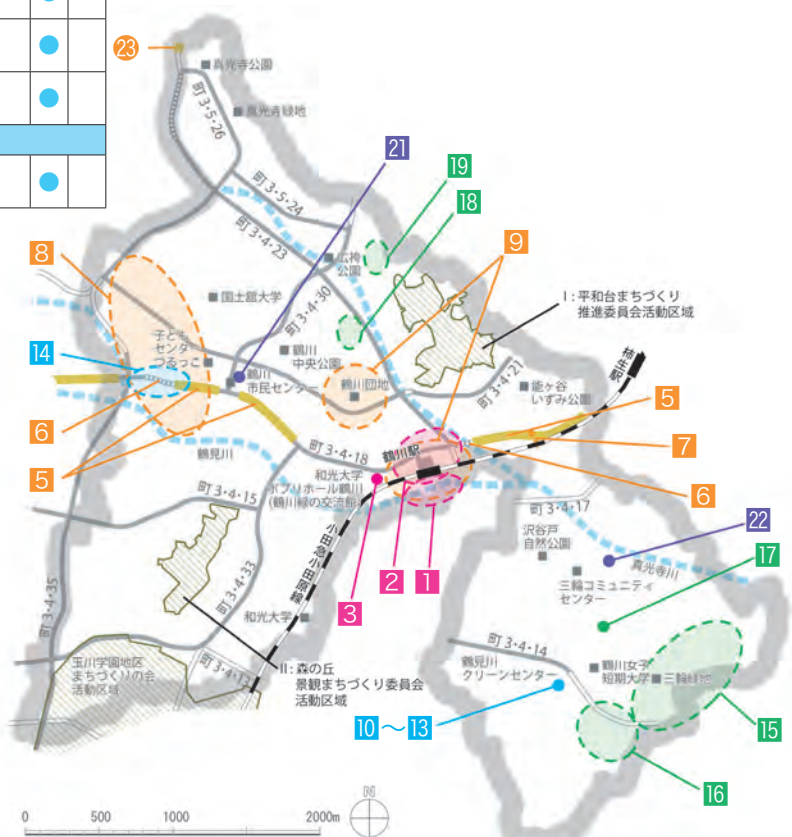 23
真光寺公園
真光寺緑地
町3・5・26
21
19
18
町3・5・24
町3・4・23
広袴
公園
8
9
国士舘大学
町3・4・30
I:平和台まちづくり
推進委員会活動区域
柿生駅
14
子ども
センター
つるっこ
鶴川
市民センター
鶴川
中央公園
鶴川団地
町3・4・21
能ヶ谷
いずみ公園
5
6
7
5
鶴見川
町3・4・18
鶴川駅
6
和光大学
ポプリホール鶴川
(鶴川緑の交流館)
町3・4・15
町3・4・17
22
沢谷戸
自然公園
真光寺川
17
三輪コミュニティ
センター
2
1
3
小田急小田原線
町3・4・33
町3・4・35
和光大学
町3・4・14
鶴見川
クリーンセンター
鶴川女子
短期大学
三輪緑地
玉川学園地区
まちづくりの会
活動区域
II:森の丘
景観まちづくり委員会
活動区域
10〜13
15
16
N
0 500 1000 2000m